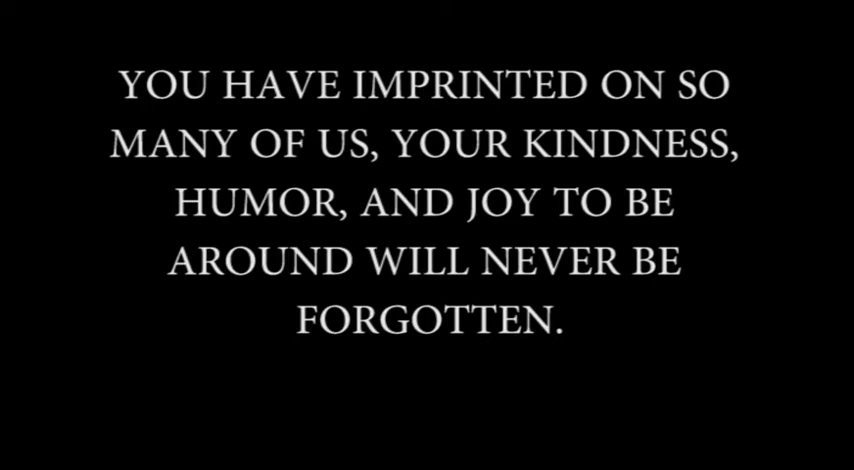 YOU HAVE IMPRINTED ON SO
MANY OF US, YOUR KINDNESS,
HUMOR, AND JOY TO BE
AROUND WILL NEVER BE
FORGOTTEN.